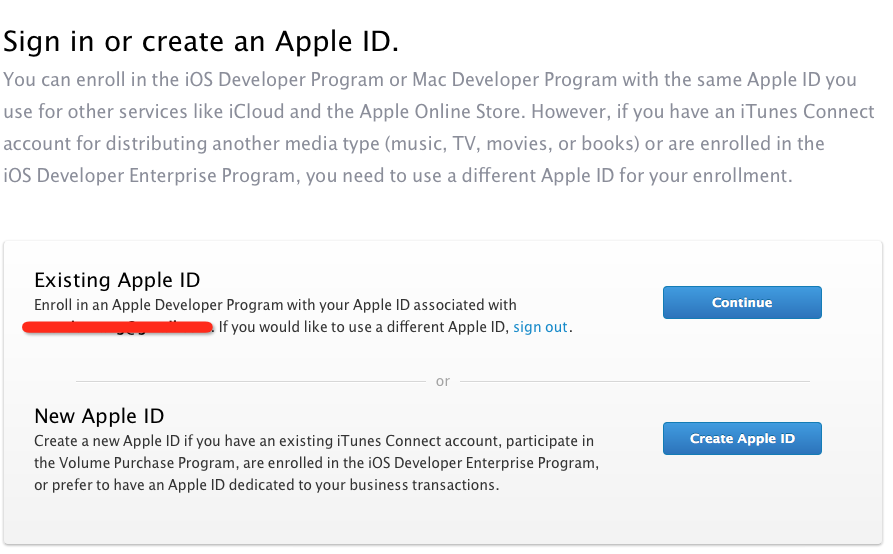 Sign in or create an Apple ID.
You can enroll in the iOS Developer Program or Mac Developer Program with the same Apple ID you
use for other services like iCloud and the Apple Online Store. However, if you have an iTunes Connect
account for distributing another media type (music, TV, movies, or books) or are enrolled in the
iOS Developer Enterprise Program, you need to use a different Apple ID for your enrollment.
Existing Apple ID
Enroll in an Apple Developer Program with your Apple ID associated with
. If you would like to use a different Apple ID, sign out.
Continue
or
New Apple ID
Create a new Apple ID if you have an existing iTunes Connect account, participate in
the Volume Purchase Program, are enrolled in the iOS Developer Enterprise Program,
or prefer to have an Apple ID dedicated to your business transactions.
Create Apple ID